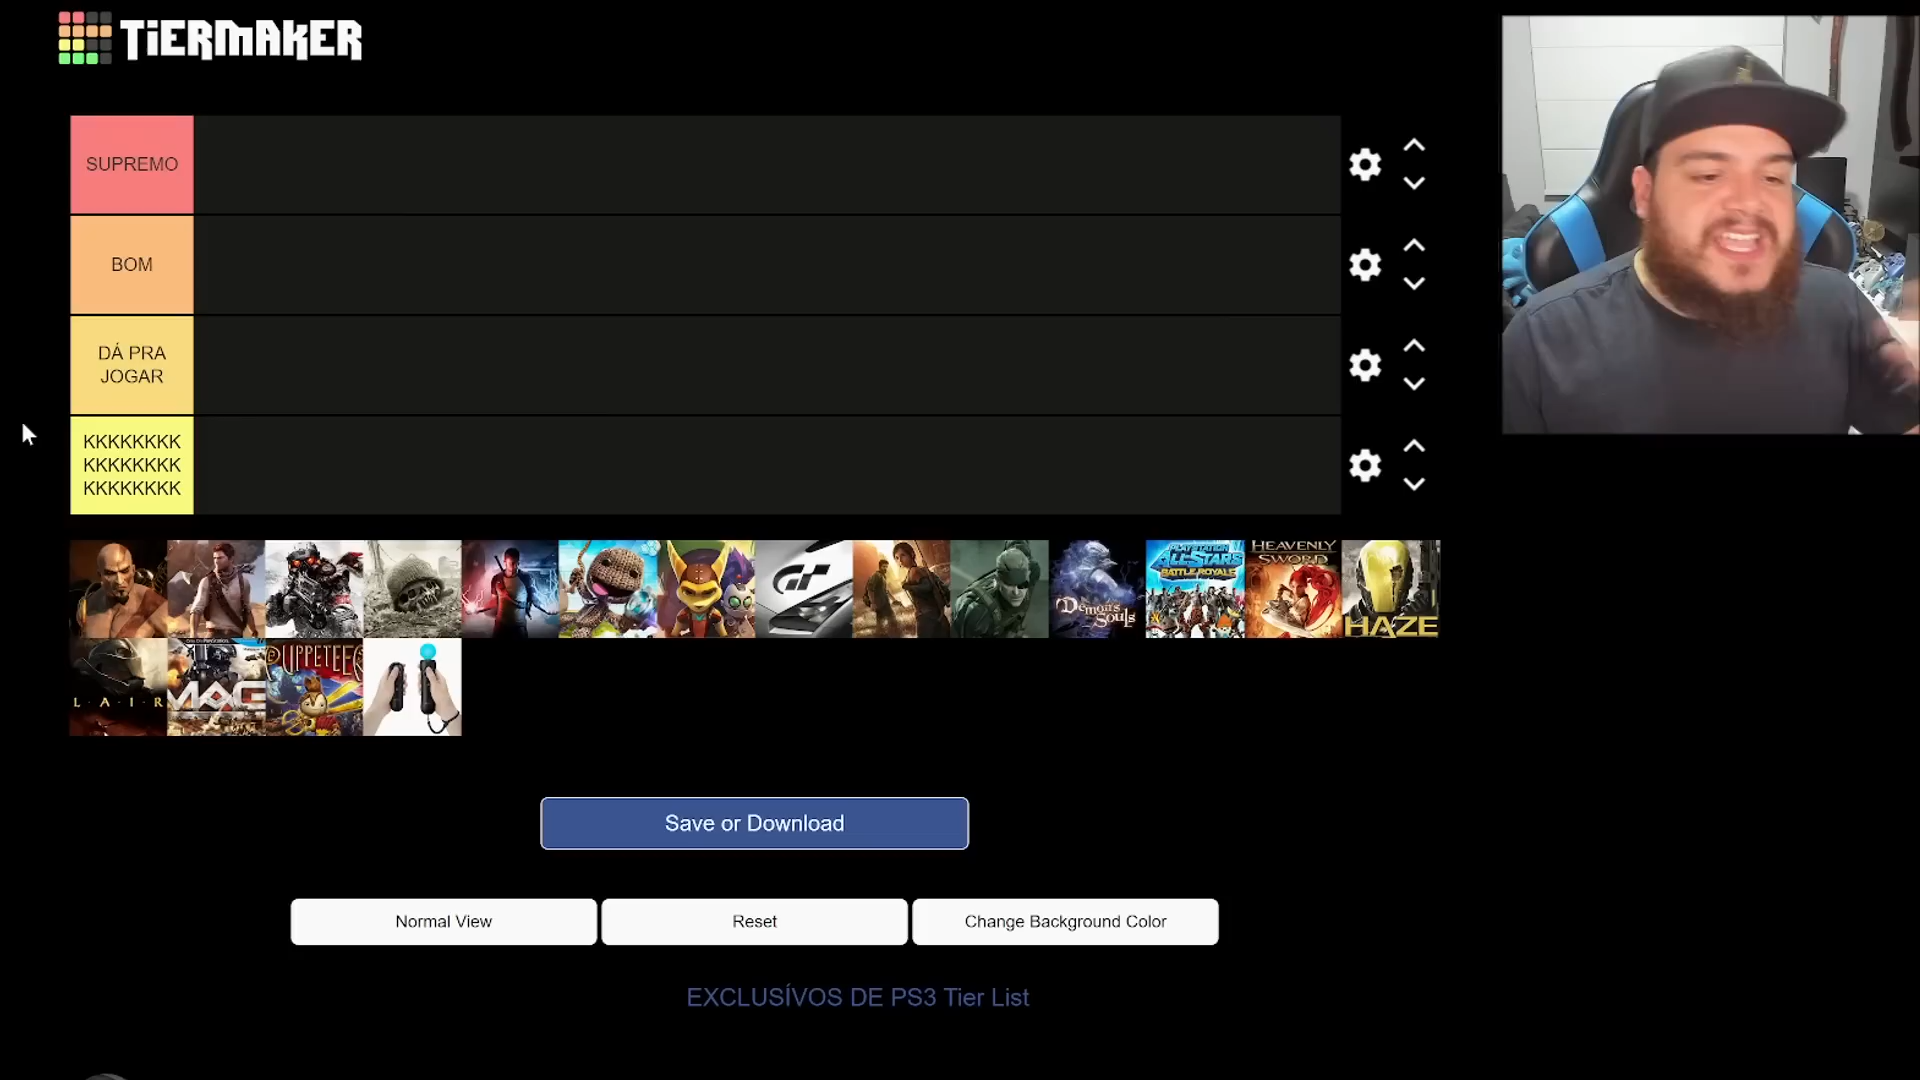 TiERMAKER
SUPREMO
BOM
DÁ PRA
JOGAR
KKKKKKKK
KKKKKKKK
KKKKKKKK
GT
Demon's
Souls
PLAYSTATION
ALL-STARS
BATTLE ROYALE
HEAVENLY
SWORD
HAZE
L·A·I·R
MAG
PUPPETEER
Save or Download
Normal View
Reset
Change Background Color
EXCLUSÍVOS DE PS3 Tier List